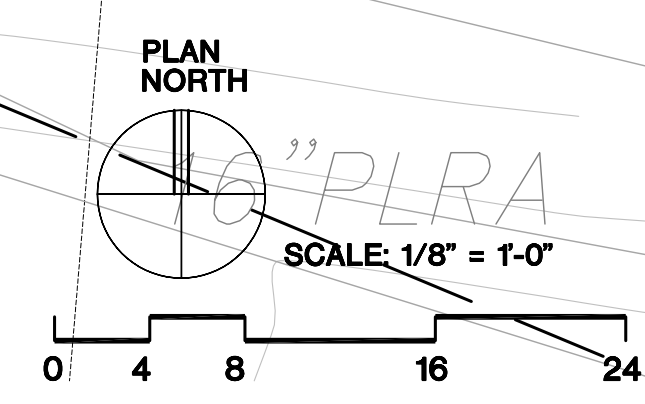 PLAN
NORTH
16”PLRA
SCALE: 1/8” = 1’-0”
0 4 8 16 24